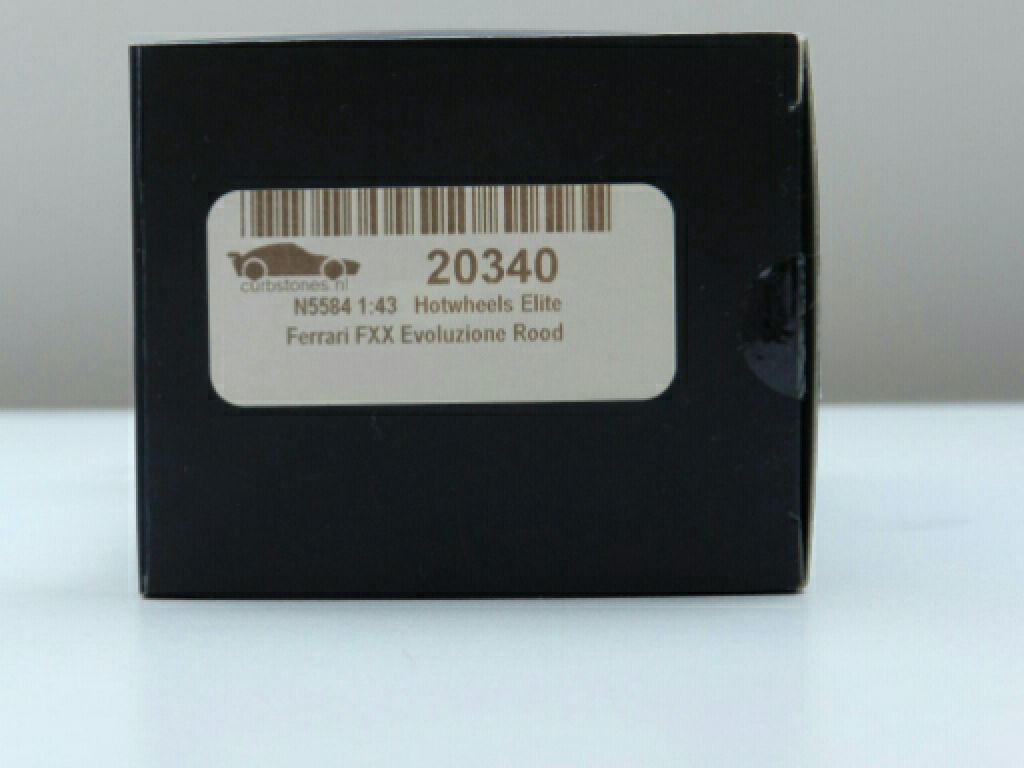 20340
curbstones.nl
N5584 1:43 Hotwheels Elite
Ferrari FXX Evoluzione Rood